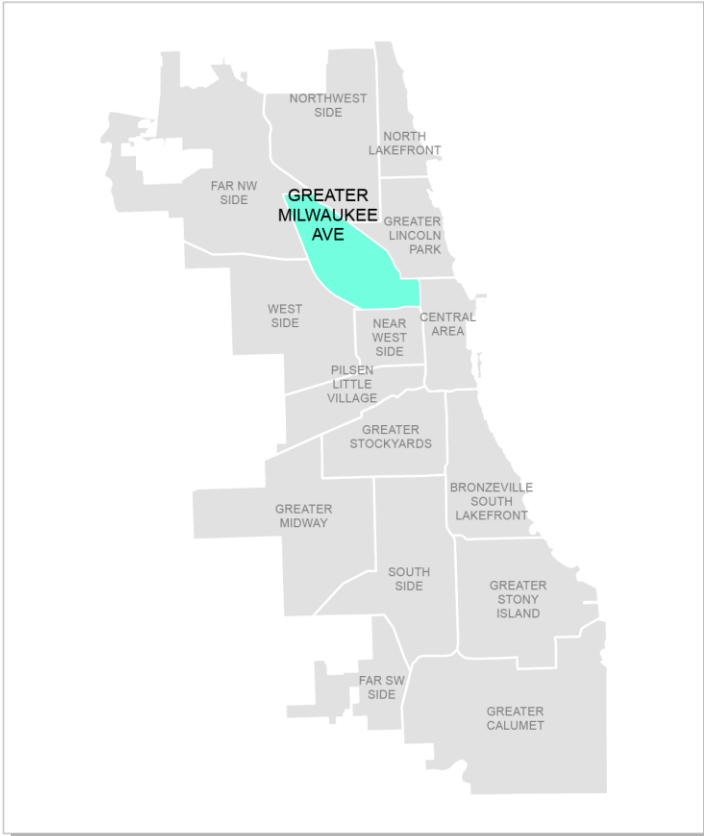 NORTHWEST
SIDE
NORTH
LAKEFRONT
FAR NW
SIDE
GREATER
MILWAUKEE
AVE
GREATER
LINCOLN
PARK
WEST
SIDE
NEAR
WEST
SIDE
CENTRAL
AREA
PILSEN
LITTLE
VILLAGE
GREATER
STOCKYARDS
BRONZEVILLE
SOUTH
LAKEFRONT
GREATER
MIDWAY
SOUTH
SIDE
GREATER
STONY
ISLAND
FAR SW
SIDE
GREATER
CALUMET